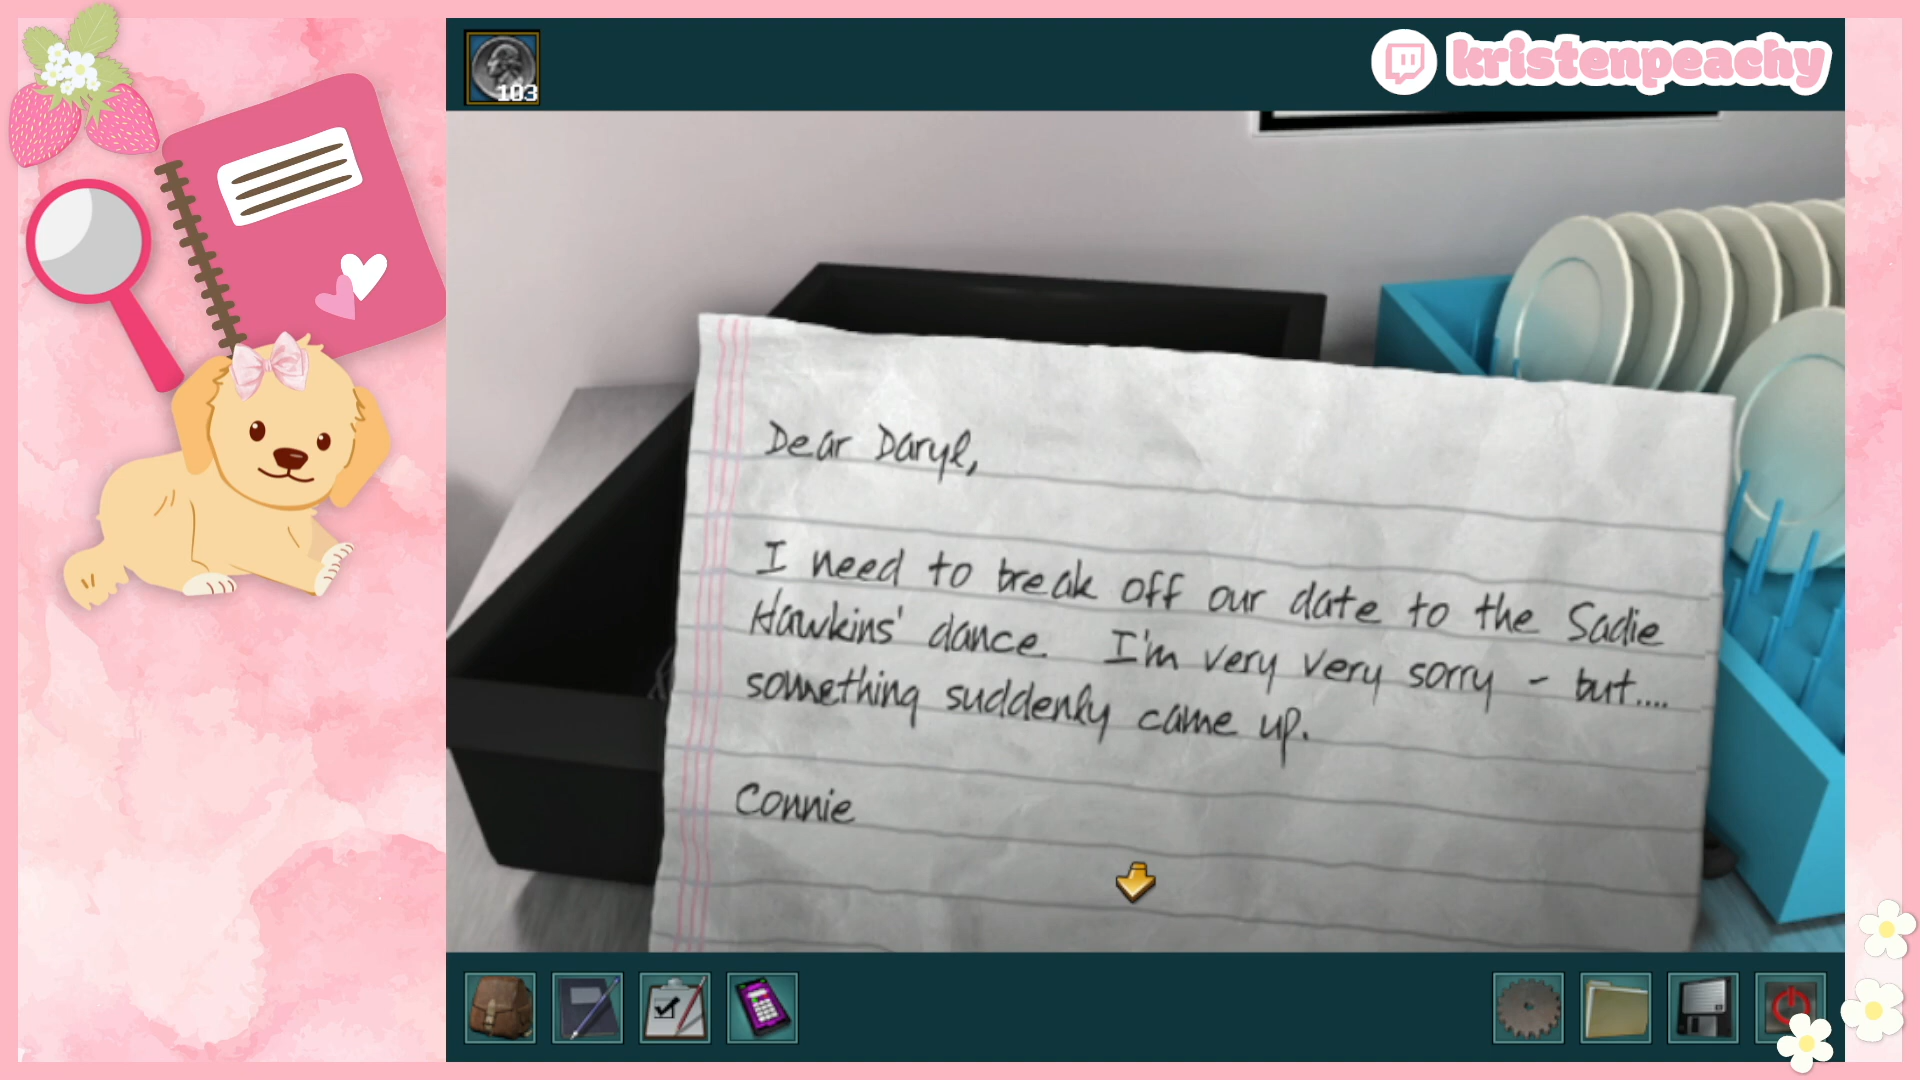 103
kristenpeachy
Dear Daryl,
I need to break off our date to the Sadie
Hawkins' dance. I'm very very sorry - but....
something suddenly came up.
Connie